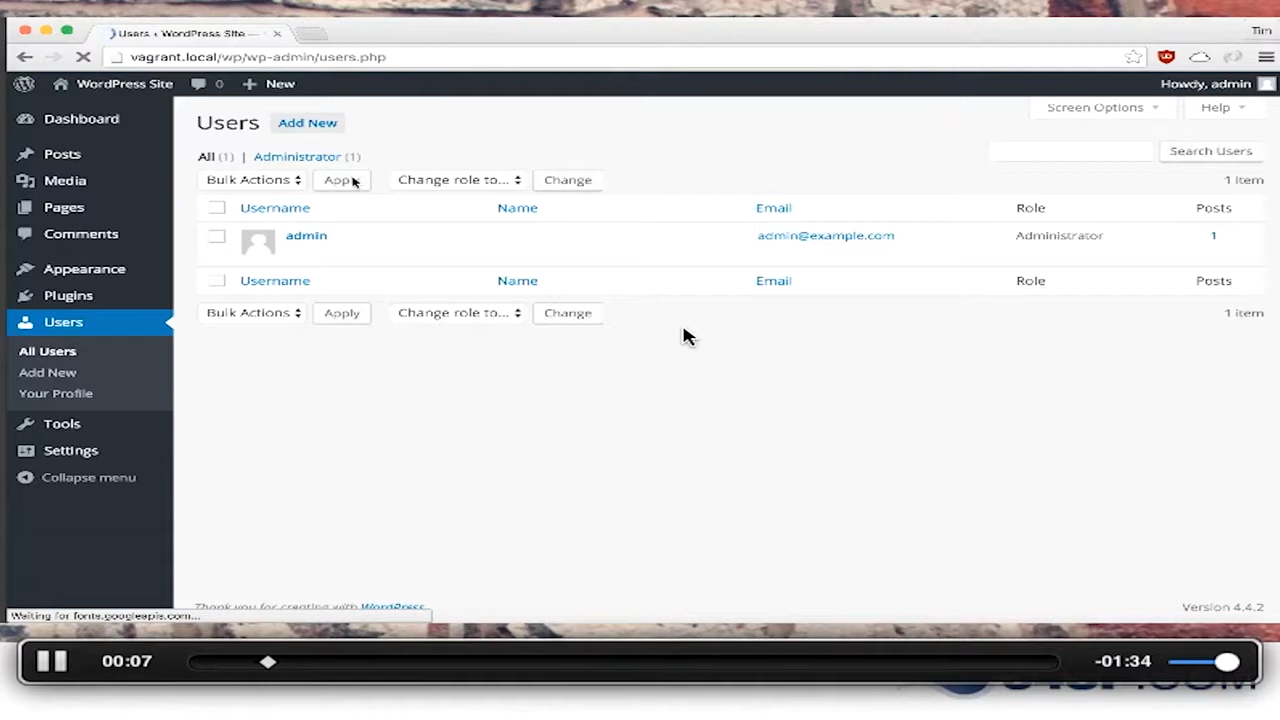 Users ‹ WordPress Site —
Tim
vagrant.local/wp/wp-admin/users.php
WordPress Site 0 New Howdy, admin
Screen Options Help
Dashboard
Posts
Media
Pages
Comments
Appearance
Plugins
Users
All Users
Add New
Your Profile
Tools
Settings
Collapse menu
Users Add New
All (1) | Administrator (1)
Search Users
Bulk Actions Apply Change role to... Change 1 item
Username Name Email Role Posts
admin admin@example.com Administrator 1
Username Name Email Role Posts
Bulk Actions Apply Change role to... Change 1 item
Thank you for creating with WordPress
Version 4.4.2
Waiting for fonts.googleapis.com...
00:07 -01:34